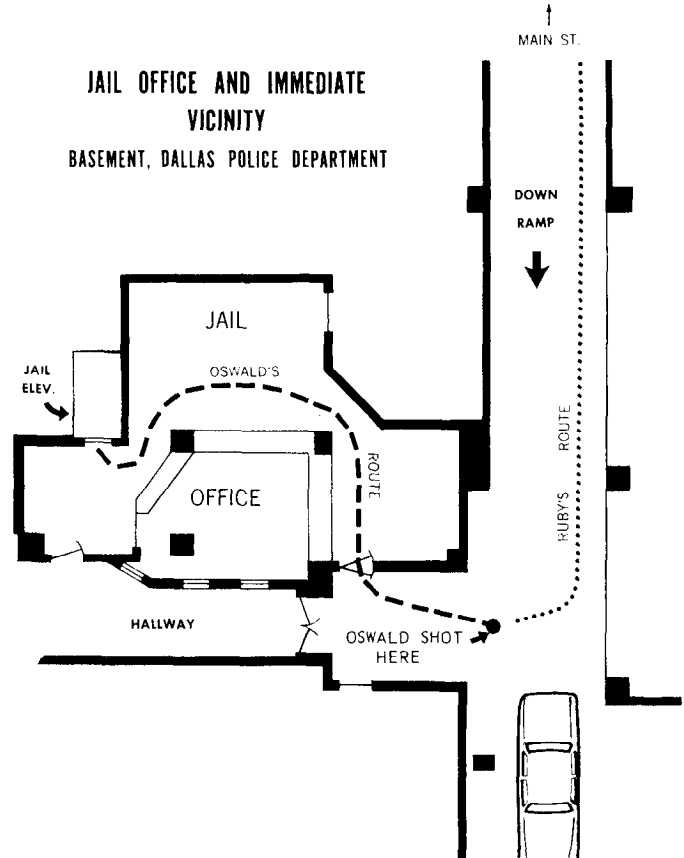 MAIN ST.
JAIL OFFICE AND IMMEDIATE
VICINITY
BASEMENT, DALLAS POLICE DEPARTMENT
DOWN
RAMP
JAIL
OSWALD'S
ROUTE
JAIL
ELEV.
OFFICE
RUBY'S ROUTE
HALLWAY
OSWALD SHOT
HERE